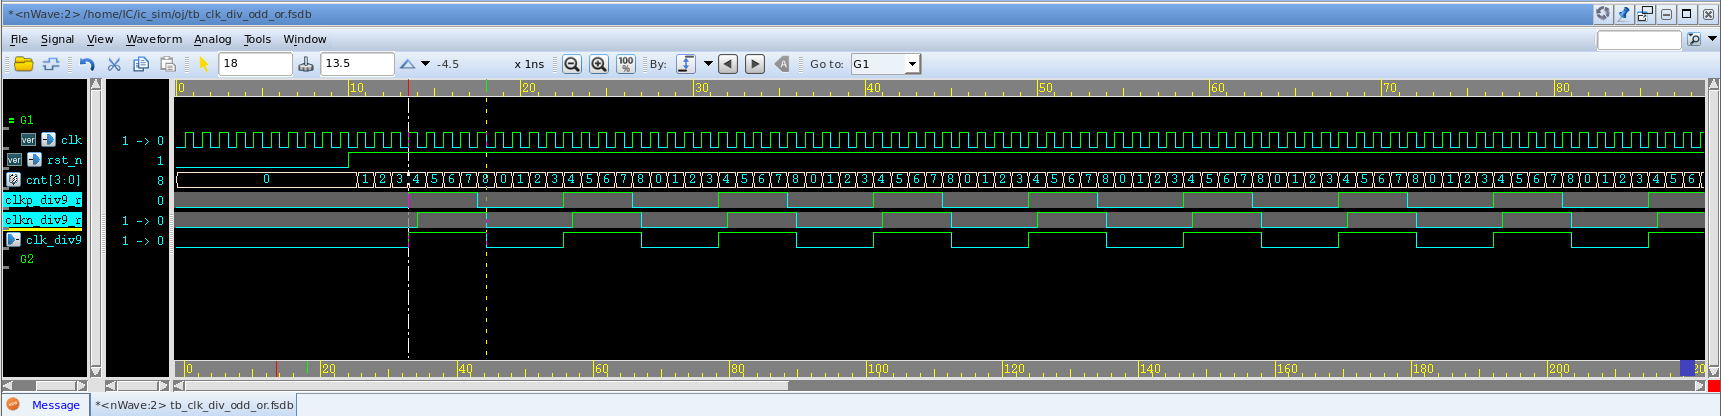 *<nWave:2> /home/IC/ic_sim/oj/tb_clk_div_odd_or.fsdb
File Signal View Waveform Analog Tools Window
18 13.5 -4.5 x 1ns 100 % By: Go to: G1
0 10 20 30 40 50 60 70 80
= G1
ver clk 1 -> 0
ver rst_n 1
cnt[3:0] 8 0 1 2 3 4 5 6 7 8 0 1 2 3 4 5 6 7 8 0 1 2 3 4 5 6 7 8 0 1 2 3 4 5 6 7 8 0 1 2 3 4 5 6 7 8 0 1 2 3 4 5 6 7 8 0 1 2 3 4 5 6 7 8 0 1 2 3 4 5 6 7 8 0 1 2 3 4 5 6
clkp_div9_r 0
clkn_div9_r 1 -> 0
clk_div9 1 -> 0
G2
0 20 40 60 80 100 120 140 160 180 200 20
Message *<nWave:2> tb_clk_div_odd_or.fsdb